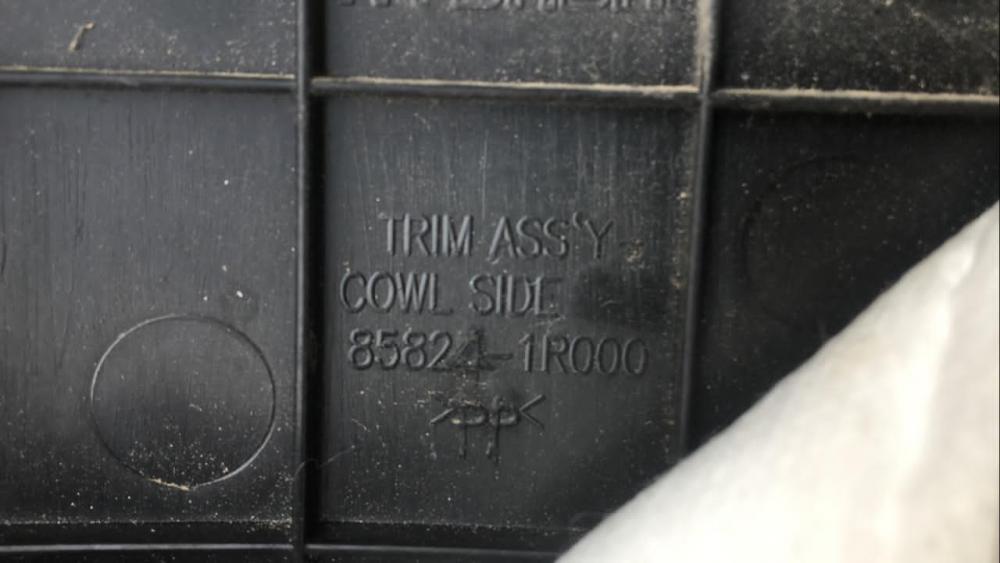 TRIM ASS'Y
COWL SIDE
85824-1R000
>PP<